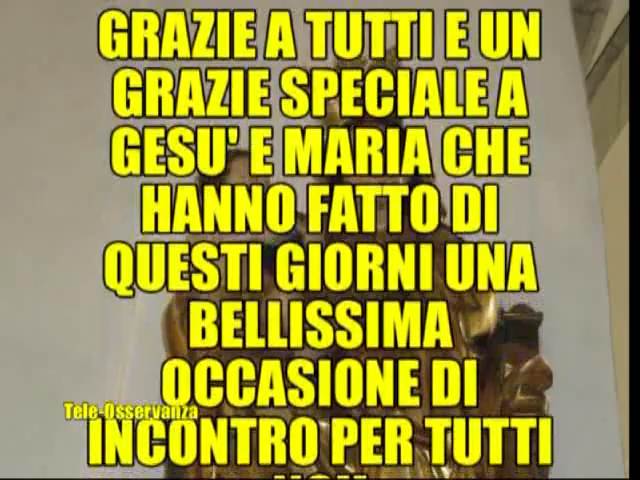 GRAZIE A TUTTI E UN
GRAZIE SPECIALE A
GESU' E MARIA CHE
HANNO FATTO DI
QUESTI GIORNI UNA
BELLISSIMA
OCCASIONE DI
Tele-Osservanza
INCONTRO PER TUTTI